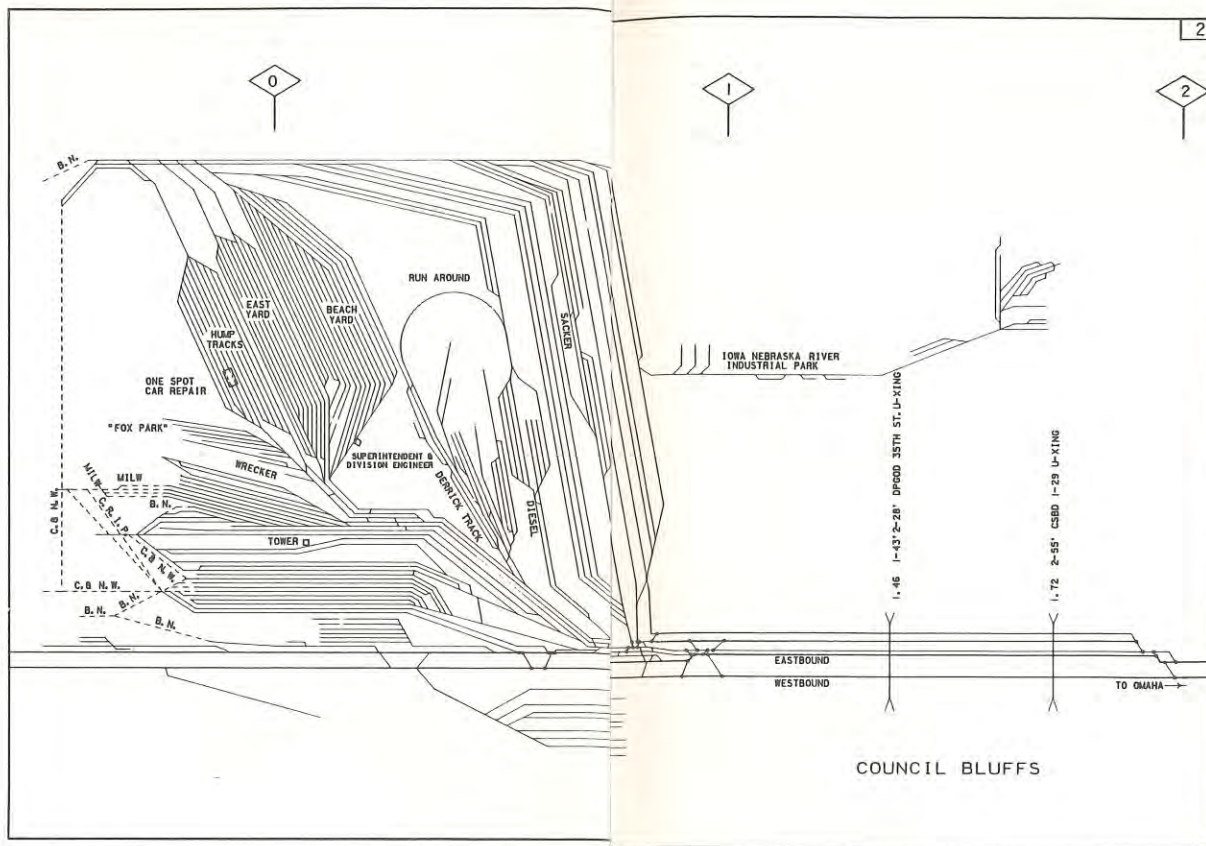 2
0
1
2
B. N.
RUN AROUND
EAST
YARD
BEACH
YARD
HUMP
TRACKS
SACKER
IOWA NEBRASKA RIVER
INDUSTRIAL PARK
ONE SPOT
CAR REPAIR
"FOX PARK"
WRECKER
SUPERINTENDENT &
DIVISION ENGINEER
DERRICK TRACK
DIESEL
MILW
MILW
C. R. I. P.
B. N.
C. & N. W.
TOWER
C. & N. W.
C. & N. W.
B. N.
B. N.
B. N.
1.46 1-43' 2-28' DPGOD 35TH ST. U-XING
1.72 2-55' CSBD I-29 U-XING
EASTBOUND
WESTBOUND
TO OMAHA
COUNCIL BLUFFS